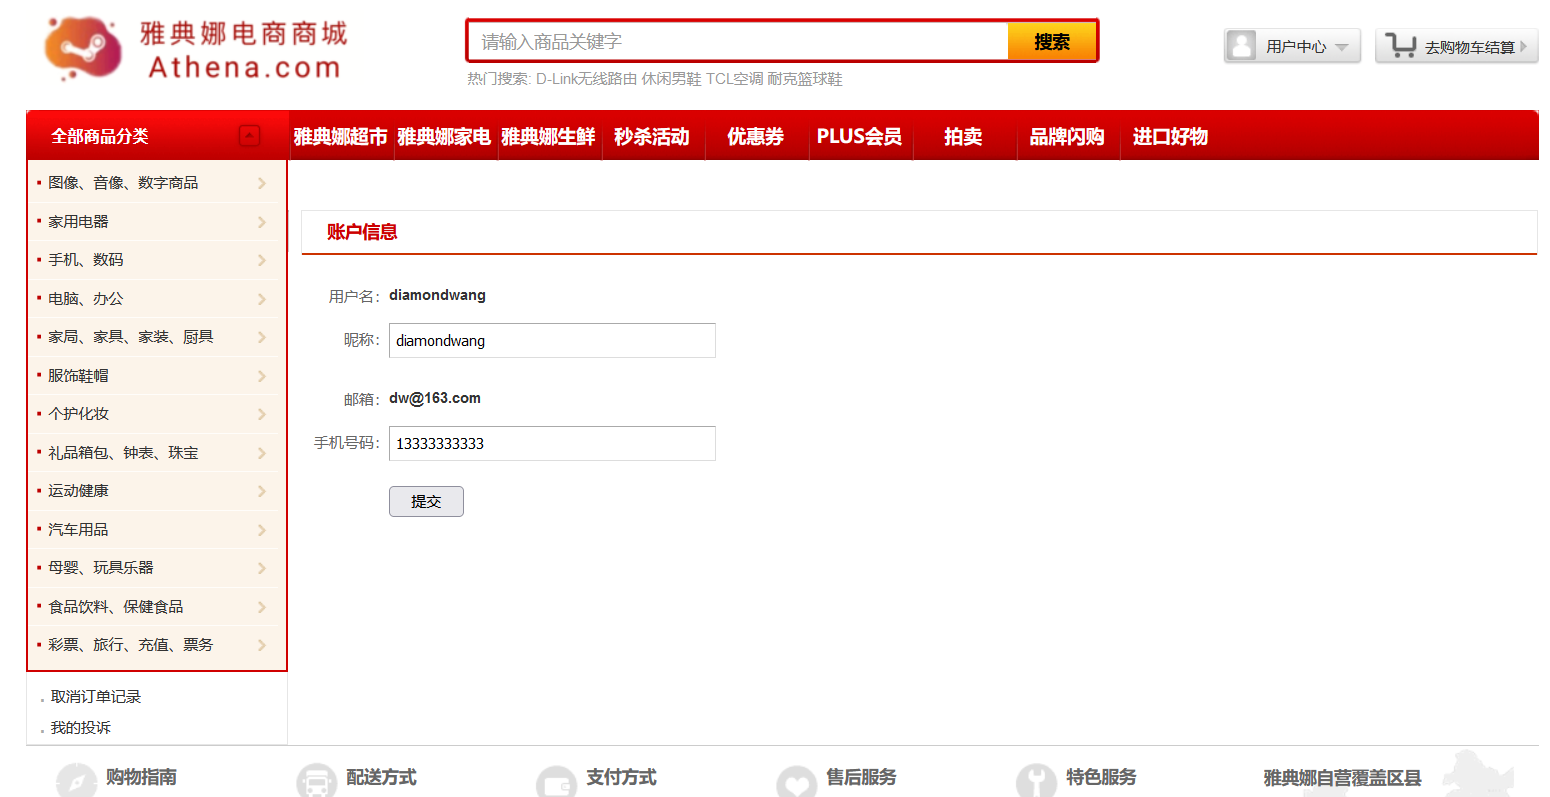 雅典娜电商商城
Athena.com
请输入商品关键字
搜索
热门搜索: D-Link无线路由 休闲男鞋 TCL空调 耐克篮球鞋
用户中心
去购物车结算
全部商品分类
雅典娜超市 雅典娜家电 雅典娜生鲜 秒杀活动 优惠券 PLUS会员 拍卖 品牌闪购 进口好物
图像、音像、数字商品
家用电器
手机、数码
电脑、办公
家局、家具、家装、厨具
服饰鞋帽
个护化妆
礼品箱包、钟表、珠宝
运动健康
汽车用品
母婴、玩具乐器
食品饮料、保健食品
彩票、旅行、充值、票务
取消订单记录
我的投诉
账户信息
用户名: diamondwang
昵称: diamondwang
邮箱: dw@163.com
手机号码: 13333333333
提交
购物指南
配送方式
支付方式
售后服务
特色服务
雅典娜自营覆盖区县